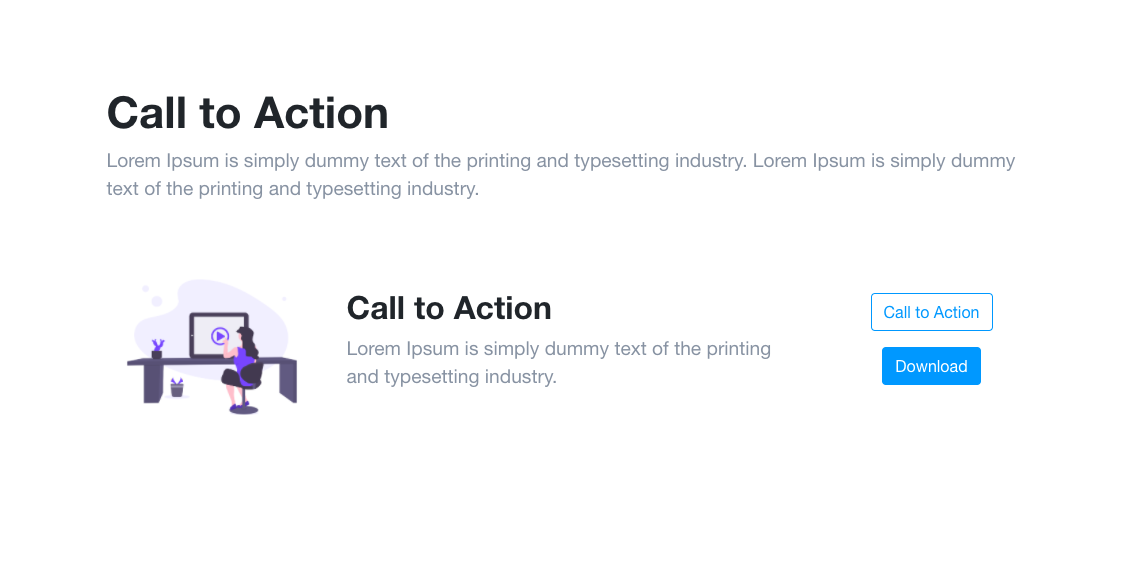 Call to Action
Lorem Ipsum is simply dummy text of the printing and typesetting industry. Lorem Ipsum is simply dummy
text of the printing and typesetting industry.
Call to Action
Lorem Ipsum is simply dummy text of the printing
and typesetting industry.
Call to Action
Download